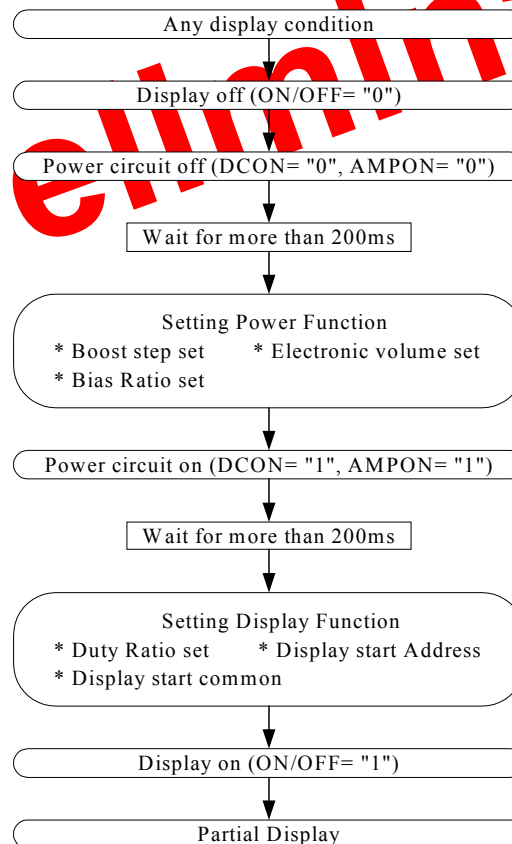 Any display condition
Display off (ON/OFF= "0")
Power circuit off (DCON= "0", AMPON= "0")
Wait for more than 200ms
Setting Power Function
* Boost step set * Electronic volume set
* Bias Ratio set
Power circuit on (DCON= "1", AMPON= "1")
Wait for more than 200ms
Setting Display Function
* Duty Ratio set * Display start Address
* Display start common
Display on (ON/OFF= "1")
Partial Display